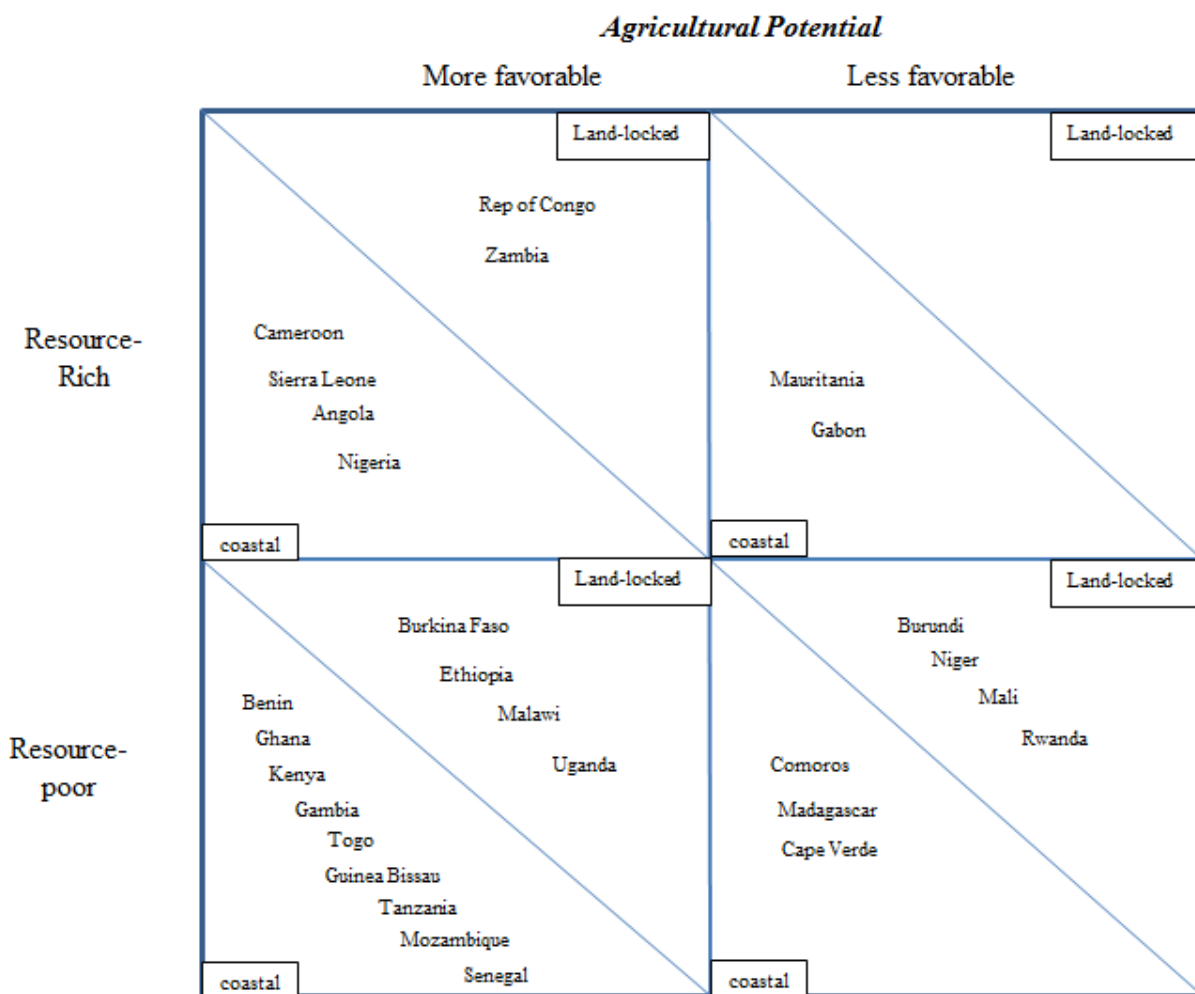 Agricultural Potential
More favorable
Less favorable
Land-locked
Land-locked
Rep of Congo
Zambia
Resource-
Rich
Cameroon
Sierra Leone
Angola
Nigeria
Mauritania
Gabon
coastal
coastal
Land-locked
Land-locked
Burkina Faso
Ethiopia
Malawi
Uganda
Burundi
Niger
Mali
Rwanda
Resource-
poor
Benin
Ghana
Kenya
Gambia
Togo
Guinea Bissau
Tanzania
Mozambique
Senegal
Comoros
Madagascar
Cape Verde
coastal
coastal